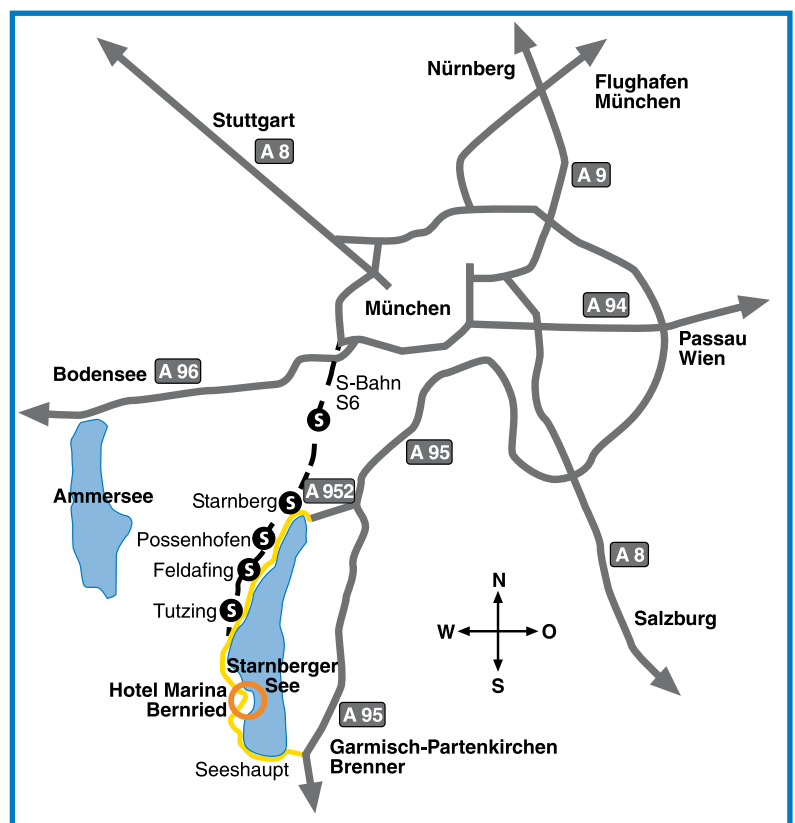 Nürnberg
Flughafen
München
Stuttgart
A 8
A 9
München
A 94
Passau
Wien
Bodensee
A 96
S-Bahn
S6
S
A 95
Ammersee
Starnberg
S
A 952
Possenhofen
S
Feldafing
S
A 8
Tutzing
S
N
W
O
S
Salzburg
Starnberger
See
Hotel Marina
Bernried
A 95
Garmisch-Partenkirchen
Brenner
Seeshaupt